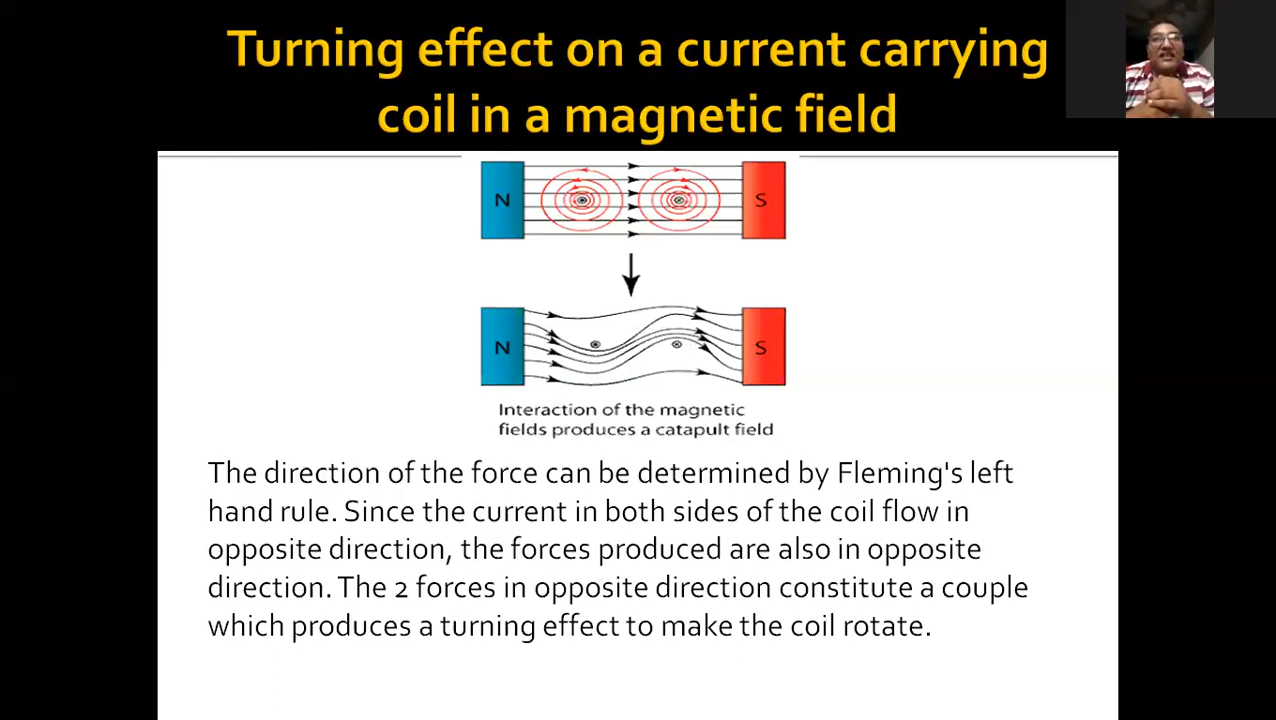 Turning effect on a current carrying
coil in a magnetic field
N
S
N
S
Interaction of the magnetic
fields produces a catapult field
The direction of the force can be determined by Fleming's left
hand rule. Since the current in both sides of the coil flow in
opposite direction, the forces produced are also in opposite
direction. The 2 forces in opposite direction constitute a couple
which produces a turning effect to make the coil rotate.